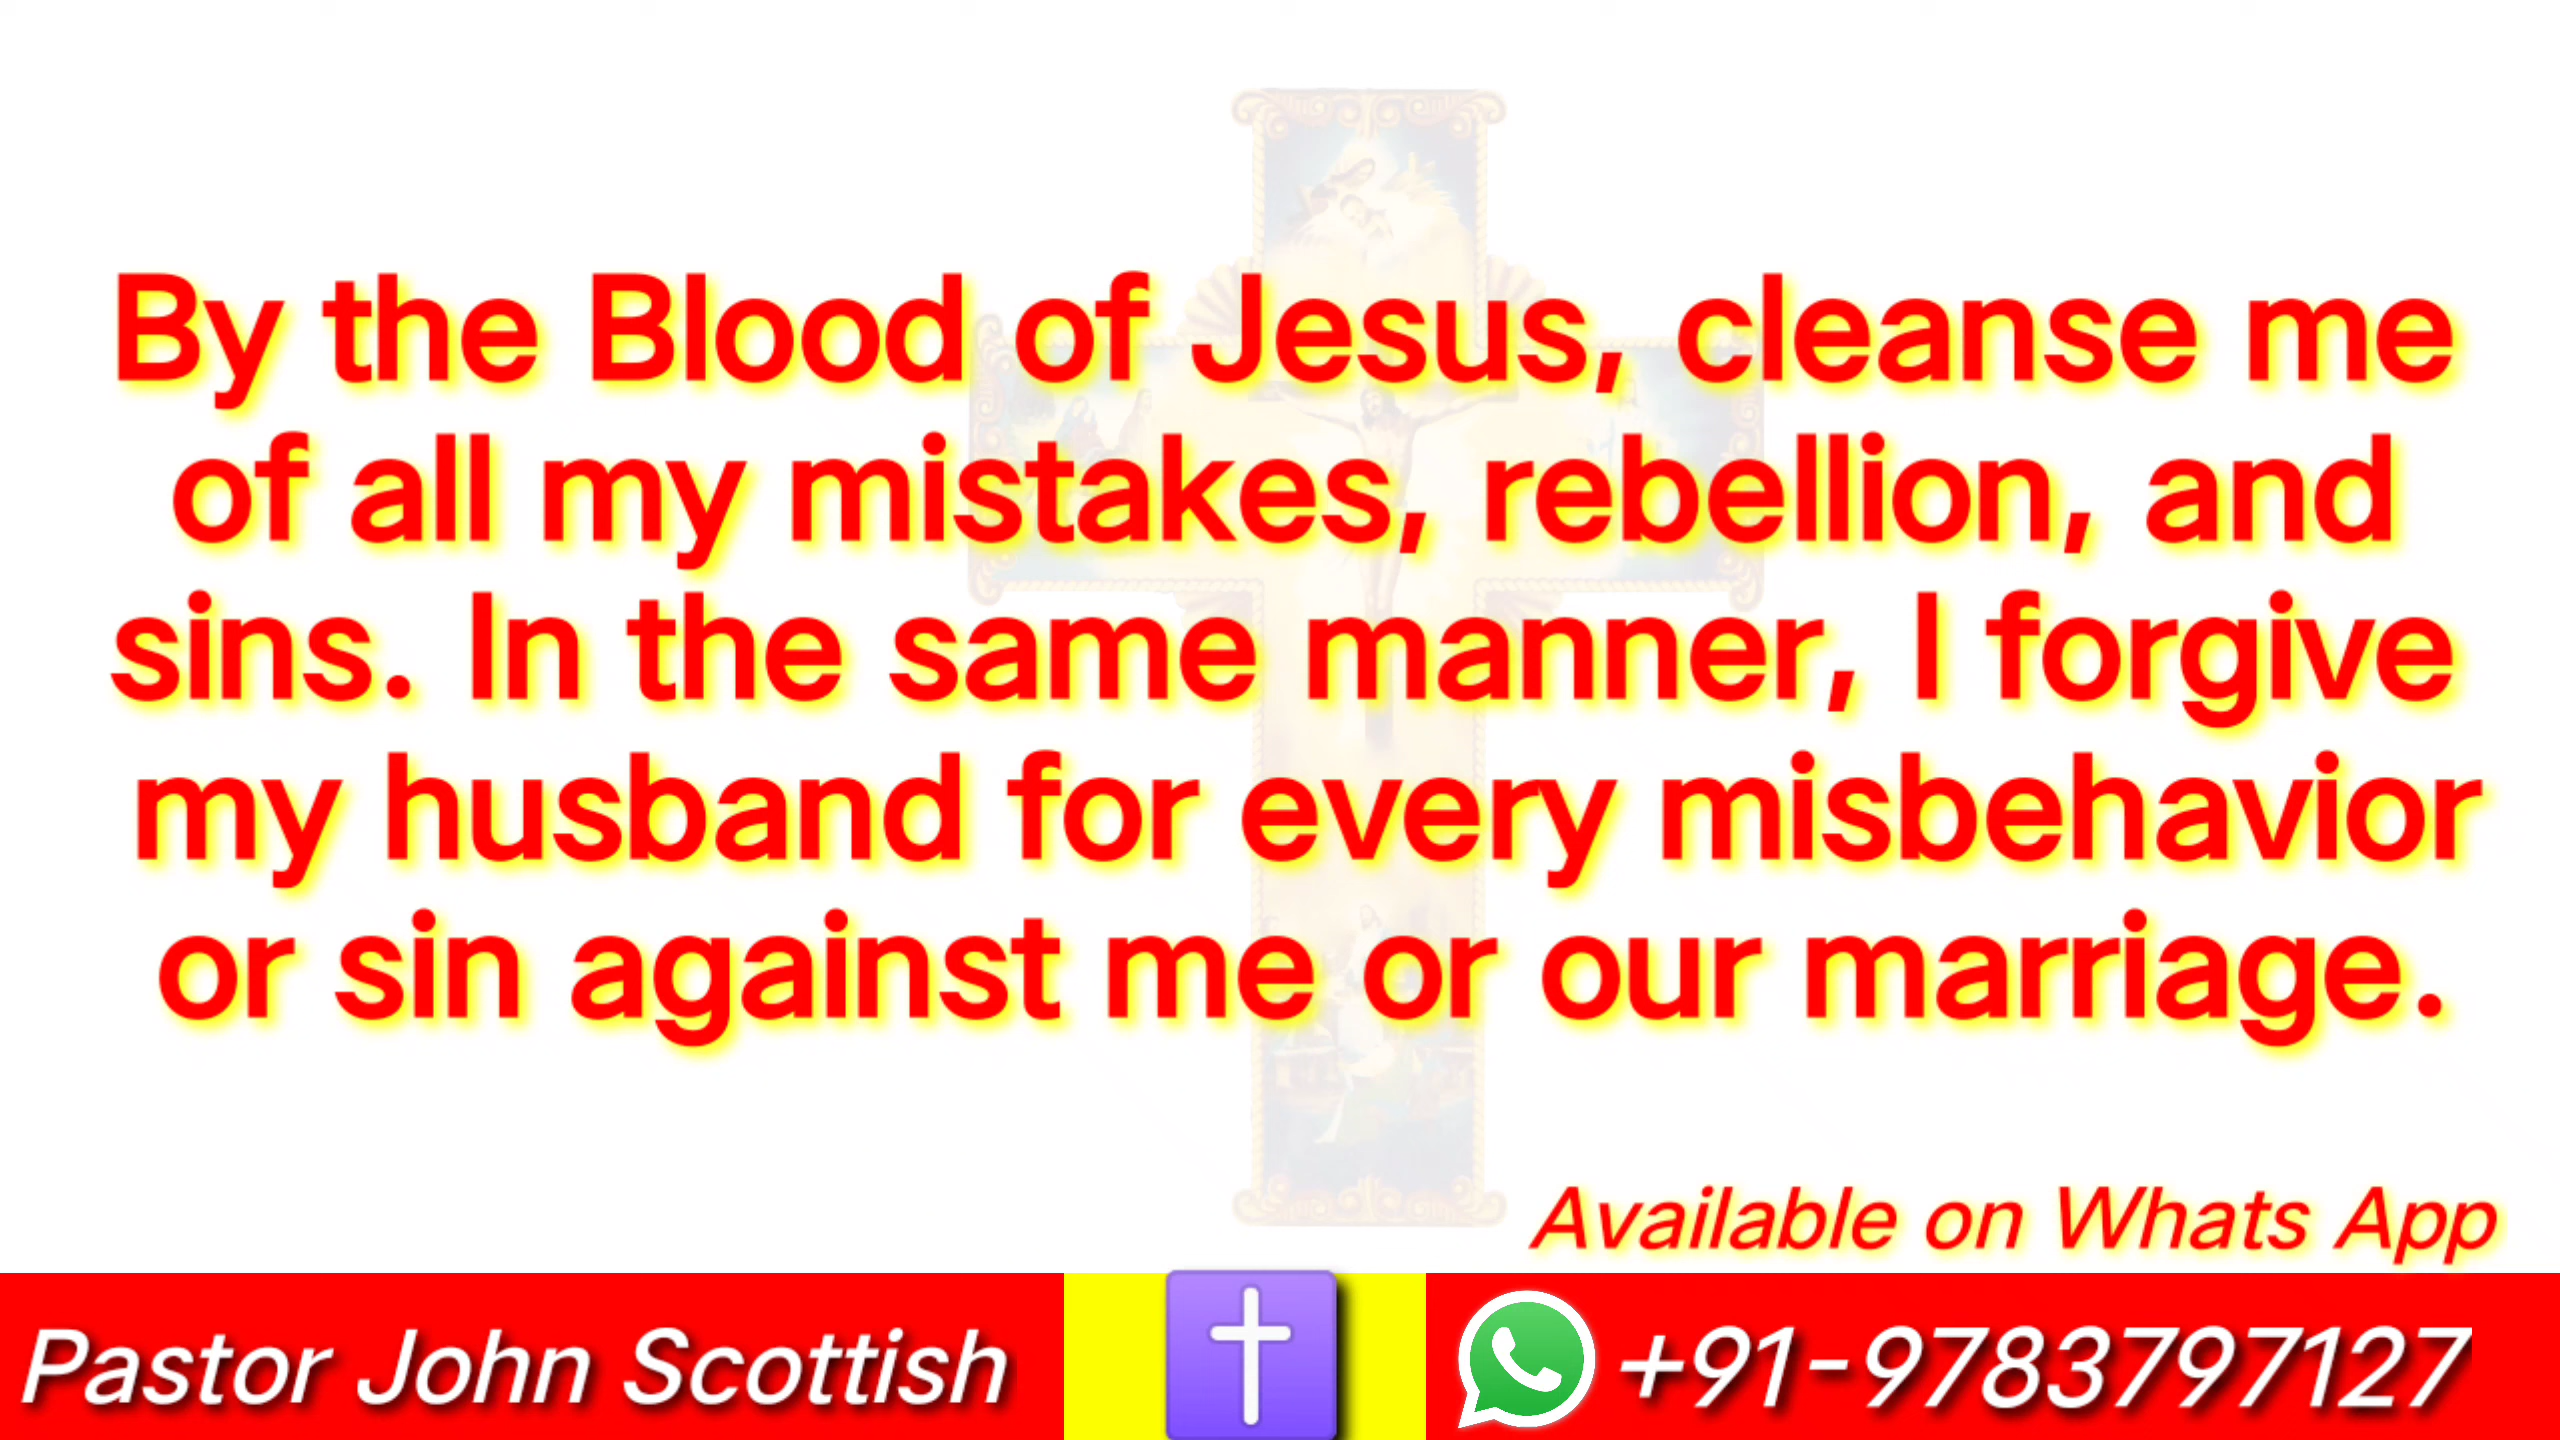 By the Blood of Jesus, cleanse me
of all my mistakes, rebellion, and
sins. In the same manner, I forgive
my husband for every misbehavior
or sin against me or our marriage.
Available on Whats App
Pastor John Scottish
+91-9783797127